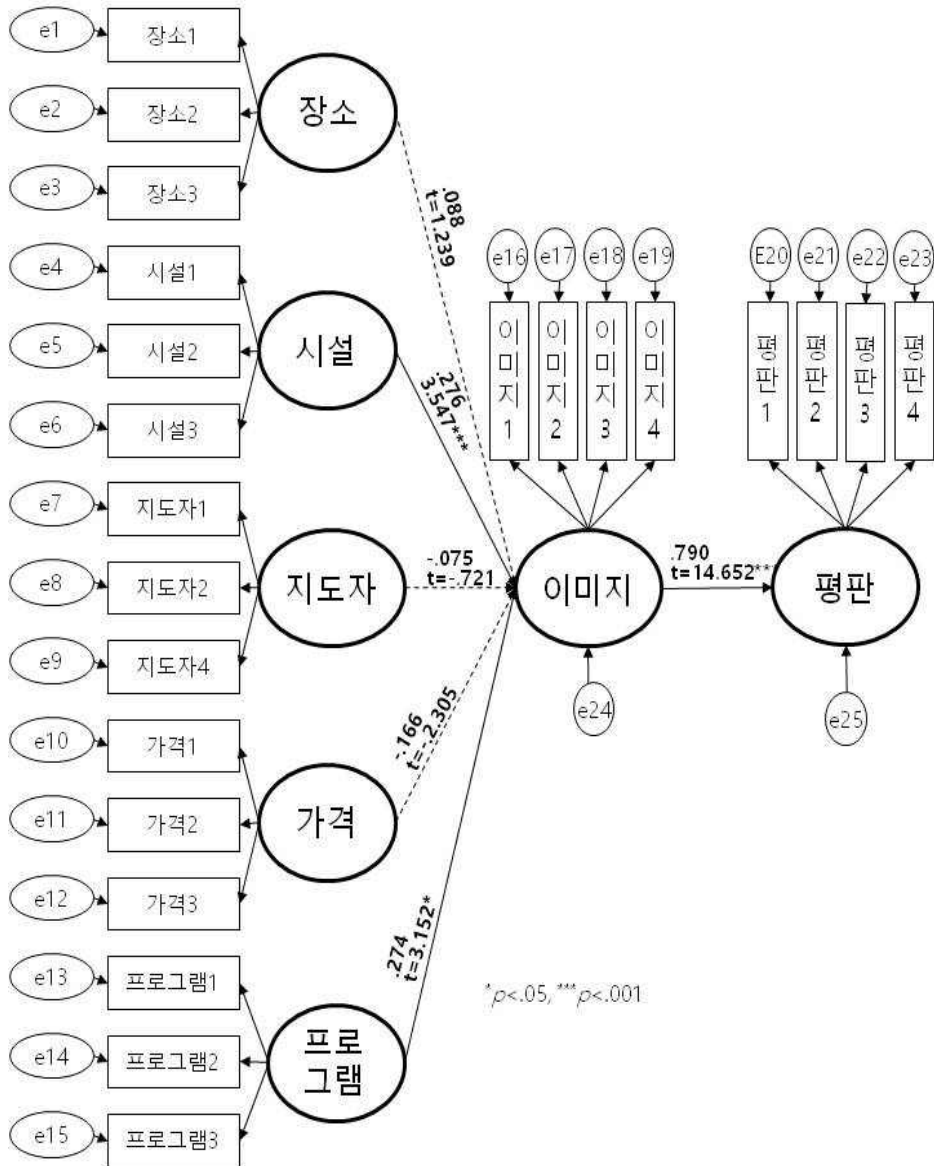 e1
장소1
e2
장소2
e3
장소3
장소
e4
시설1
e5
시설2
e6
시설3
시설
e7
지도자1
e8
지도자2
e9
지도자4
지도자
e10
가격1
e11
가격2
e12
가격3
가격
e13
프로그램1
e14
프로그램2
e15
프로그램3
프로
그램
.088
t=1.239
.276
3.547***
-.075
t=-.721
-.166
t=-2.305
.274
t=3.152*
e16
e17
e18
e19
이미지1
이미지2
이미지3
이미지4
이미지
e24
.790
t=14.652***
E20
e21
e22
e23
평판1
평판2
평판3
평판4
평판
e25
*p<.05, ***p<.001